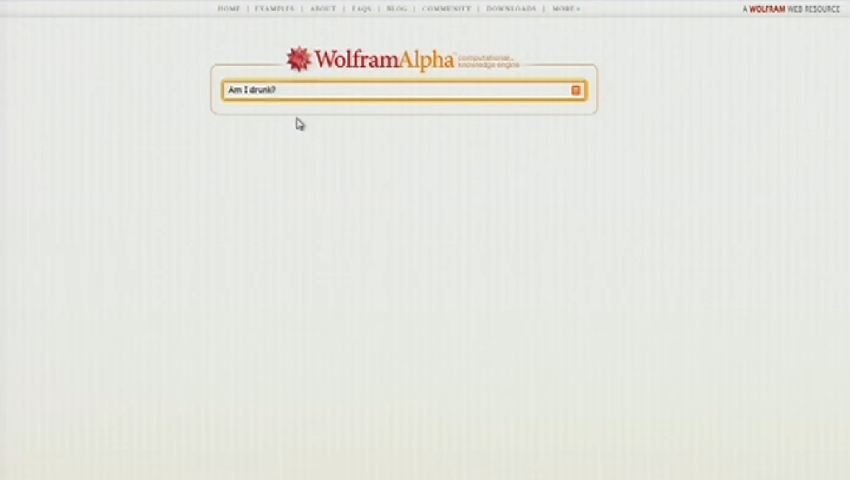 HOME | EXAMPLES | ABOUT | FAQS | BLOG | COMMUNITY | DOWNLOADS | MORE »
A WOLFRAM WEB RESOURCE
WolframAlpha computational... knowledge engine
Am I drunk?